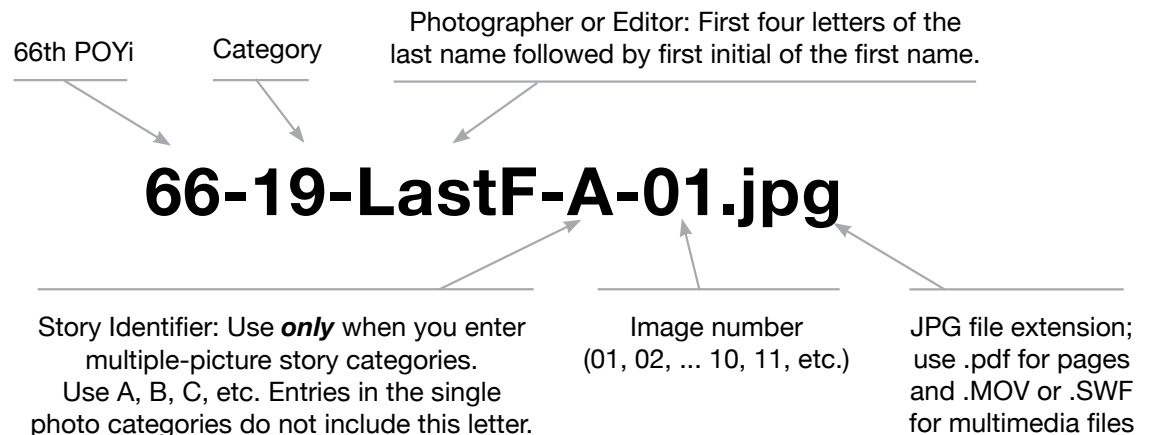 66th POYi
Category
Photographer or Editor: First four letters of the
last name followed by first initial of the first name.
66-19-LastF-A-01.jpg
Story Identifier: Use only when you enter
multiple-picture story categories.
Use A, B, C, etc. Entries in the single
photo categories do not include this letter.
Image number
(01, 02, ... 10, 11, etc.)
JPG file extension;
use .pdf for pages
and .MOV or .SWF
for multimedia files